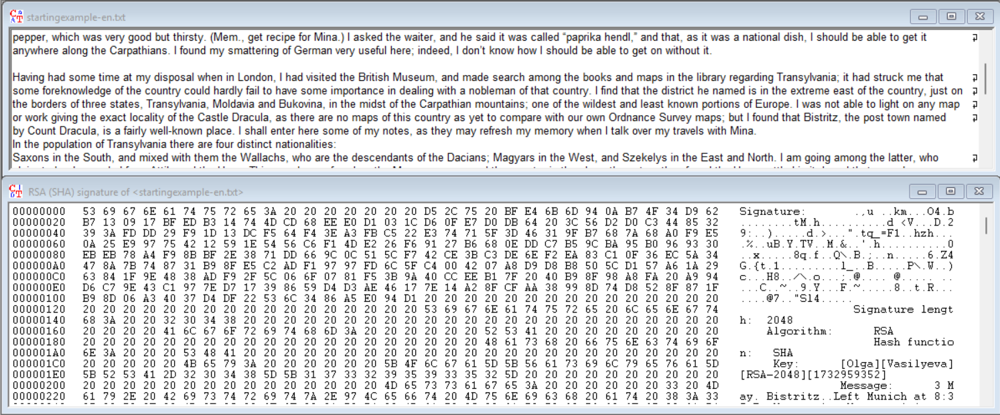 startingexample-en.txt
pepper, which was very good but thirsty. (Mem., get recipe for Mina.) I asked the waiter, and he said it was called “paprika hendl,” and that, as it was a national dish, I should be able to get it
anywhere along the Carpathians. I found my smattering of German very useful here; indeed, I don’t know how I should be able to get on without it.
Having had some time at my disposal when in London, I had visited the British Museum, and made search among the books and maps in the library regarding Transylvania; it had struck me that
some foreknowledge of the country could hardly fail to have some importance in dealing with a nobleman of that country. I find that the district he named is in the extreme east of the country, just on
the borders of three states, Transylvania, Moldavia and Bukovina, in the midst of the Carpathian mountains; one of the wildest and least known portions of Europe. I was not able to light on any map
or work giving the exact locality of the Castle Dracula, as there are no maps of this country as yet to compare with our own Ordnance Survey maps; but I found that Bistritz, the post town named
by Count Dracula, is a fairly well-known place. I shall enter here some of my notes, as they may refresh my memory when I talk over my travels with Mina.
In the population of Transylvania there are four distinct nationalities:
Saxons in the South, and mixed with them the Wallachs, who are the descendants of the Dacians; Magyars in the West, and Szekelys in the East and North. I am going among the latter, who
RSA (SHA) signature of <startingexample-en.txt>
00000000 53 69 67 6E 61 74 75 72 65 3A 20 20 20 20 20 20 20 20 20 D5 2C 75 20 BF E4 6B 6D 94 0A B7 4F 34 D9 62 Signature: .,u ..km...O4.b
00000020 B7 13 09 17 BF ED B3 14 74 4D CD 68 EE E0 D1 03 1C D6 0F E7 D0 DB 64 20 3C 56 D2 D0 C3 44 85 32 ........tM.h..........d <V...D.2
00000040 39 3A FD DD 29 F9 1D 13 DC F5 64 F4 3E A3 FB C5 22 E3 74 71 5F 3D 46 31 9F B7 68 7A 68 A0 F9 E5 9:..).....d.>...".tq_=F1..hzh...
00000060 0A 25 E9 97 75 42 12 59 1E 54 56 C6 F1 4D E2 26 F6 91 27 B6 68 0E DD C7 B5 9C BA 95 B0 96 93 30 .%..uB.Y.TV..M.&..'.h..........0
00000080 EB EB 78 A4 F9 8B BF 2E 38 71 DD 66 9C 0C 51 5C F7 42 CE 3B C3 DE 6E F2 EA 83 C1 0F 36 EC 5A 34 ..x.....8q.f..Q\.B.;..n.....6.Z4
000000A0 47 8A 7B 74 87 31 B9 8F E5 C2 AD F1 97 97 FD 6C 5F C4 00 42 07 A8 D9 D8 B8 50 5C D1 57 A6 1A 29 G.{t.1.........l_..B.....P\.W..)
000000C0 63 84 1F 9E 48 38 AD F9 2F 5C 06 6F 07 81 F5 3B 9A 40 CC EE B1 7F 20 40 B9 8F 98 A8 FA 20 A9 94 c...H8../\.o...;.@.... @..... ..
000000E0 D6 C7 9E 43 C1 97 7E D7 17 39 86 59 D4 D3 AE 46 17 7E 14 A2 8F CF AA 38 99 8D 74 D8 52 8F 87 1F ...C..~..9.Y...F.~.....8..t.R...
00000100 B9 8D 06 A3 40 37 D4 DF 22 53 6C 34 86 A5 E0 94 D1 20 20 20 20 20 20 20 20 20 20 20 20 20 20 20 ....@7.."Sl4.....
00000120 20 20 20 20 20 20 20 20 20 20 20 20 20 20 20 20 20 53 69 67 6E 61 74 75 72 65 20 6C 65 6E 67 74 Signature lengt
00000140 68 3A 20 20 32 30 34 38 20 20 20 20 20 20 20 20 20 20 20 20 20 20 20 20 20 20 20 20 20 20 20 20 h: 2048
00000160 20 20 20 20 41 6C 67 6F 72 69 74 68 6D 3A 20 20 20 20 20 20 52 53 41 20 20 20 20 20 20 20 20 20 Algorithm: RSA
00000180 20 20 20 20 20 20 20 20 20 20 20 20 20 20 20 20 20 20 20 20 48 61 73 68 20 66 75 6E 63 74 69 6F Hash functio
000001A0 6E 3A 20 20 20 53 48 41 20 20 20 20 20 20 20 20 20 20 20 20 20 20 20 20 20 20 20 20 20 20 20 20 n: SHA
000001C0 20 20 20 20 4B 65 79 3A 20 20 20 20 20 20 20 5B 4F 6C 67 61 5D 5B 56 61 73 69 6C 79 65 76 61 5D Key: [Olga][Vasilyeva]
000001E0 5B 52 53 41 2D 32 30 34 38 5D 5B 31 37 33 32 39 35 39 33 35 32 5D 20 20 20 20 20 20 20 20 20 20 [RSA-2048][1732959352]
00000200 20 20 20 20 20 20 20 20 20 20 20 20 20 20 20 4D 65 73 73 61 67 65 3A 20 20 20 20 20 20 33 20 4D Message: 3 M
00000220 61 79 2E 20 42 69 73 74 72 69 74 7A 2E 97 4C 65 66 74 20 4D 75 6E 69 63 68 20 61 74 20 38 3A 33 ay. Bistritz..Left Munich at 8:3